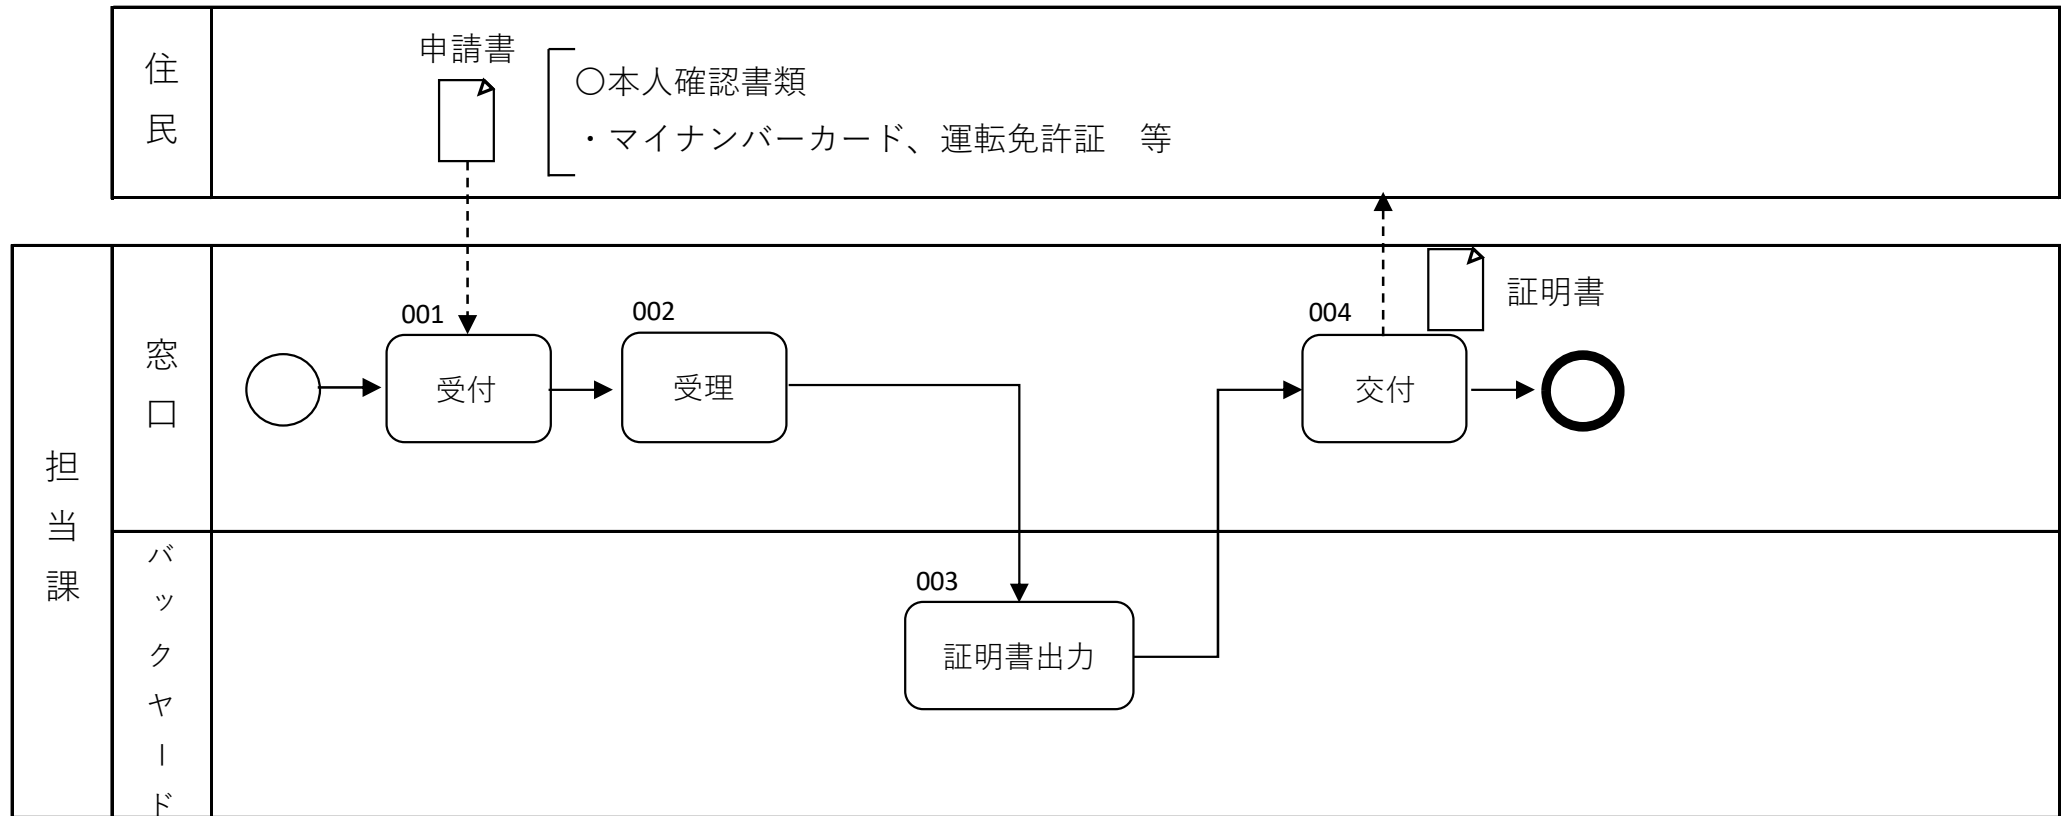 住民
申請書
〇本人確認書類
・マイナンバーカード、運転免許証　等
担当課
窓口
001
受付
002
受理
004
交付
証明書
バックヤード
003
証明書出力